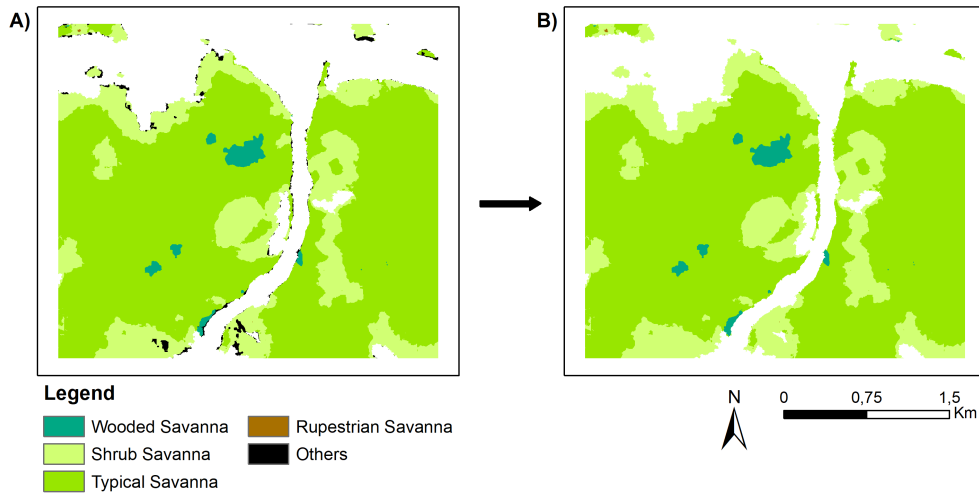 A)
B)
Legend
Wooded Savanna
Shrub Savanna
Typical Savanna
Rupestrian Savanna
Others
N
0 0,75 1,5
Km